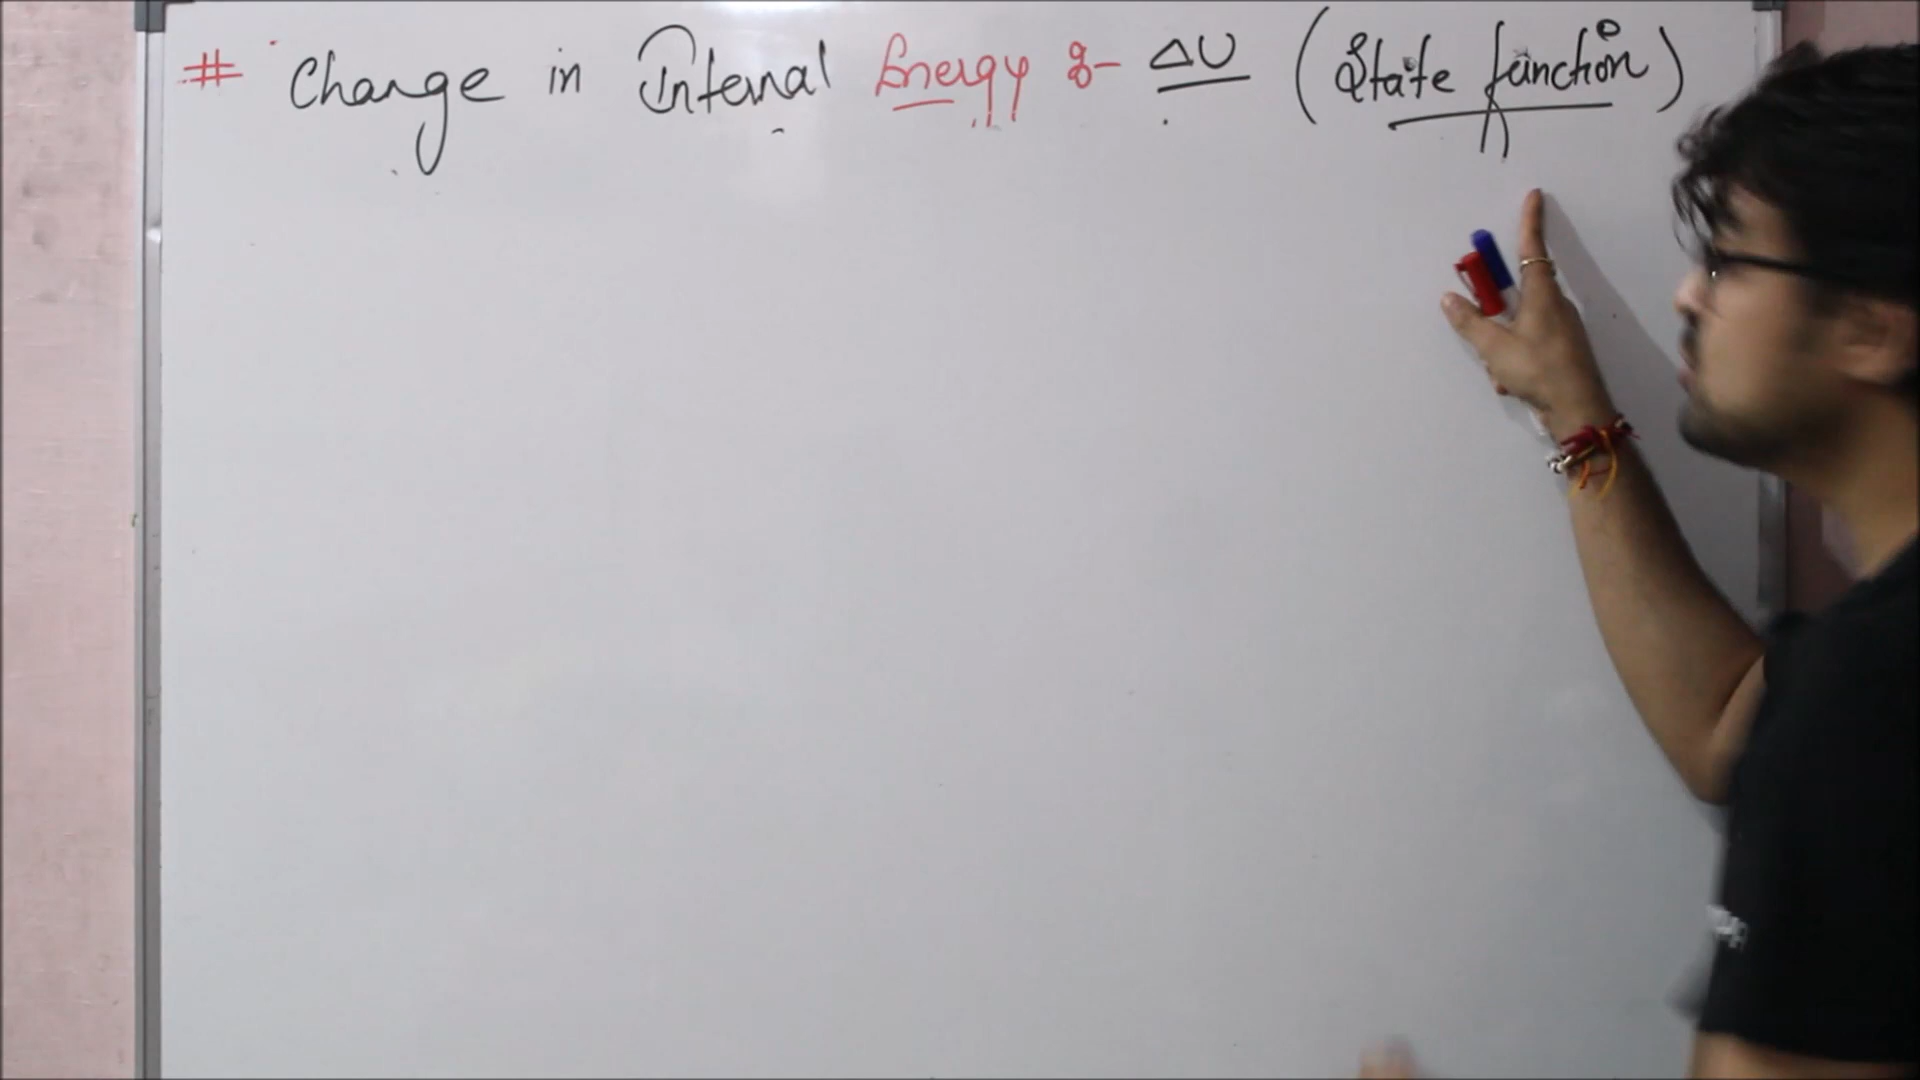 # Change in Internal Energy :- ΔU (State function)